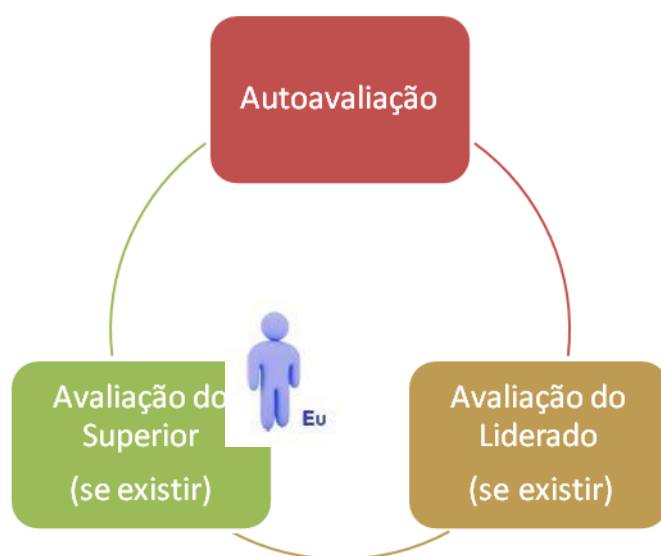 Autoavaliação
Avaliação do
Superior
(se existir)
Eu
Avaliação do
Liderado
(se existir)